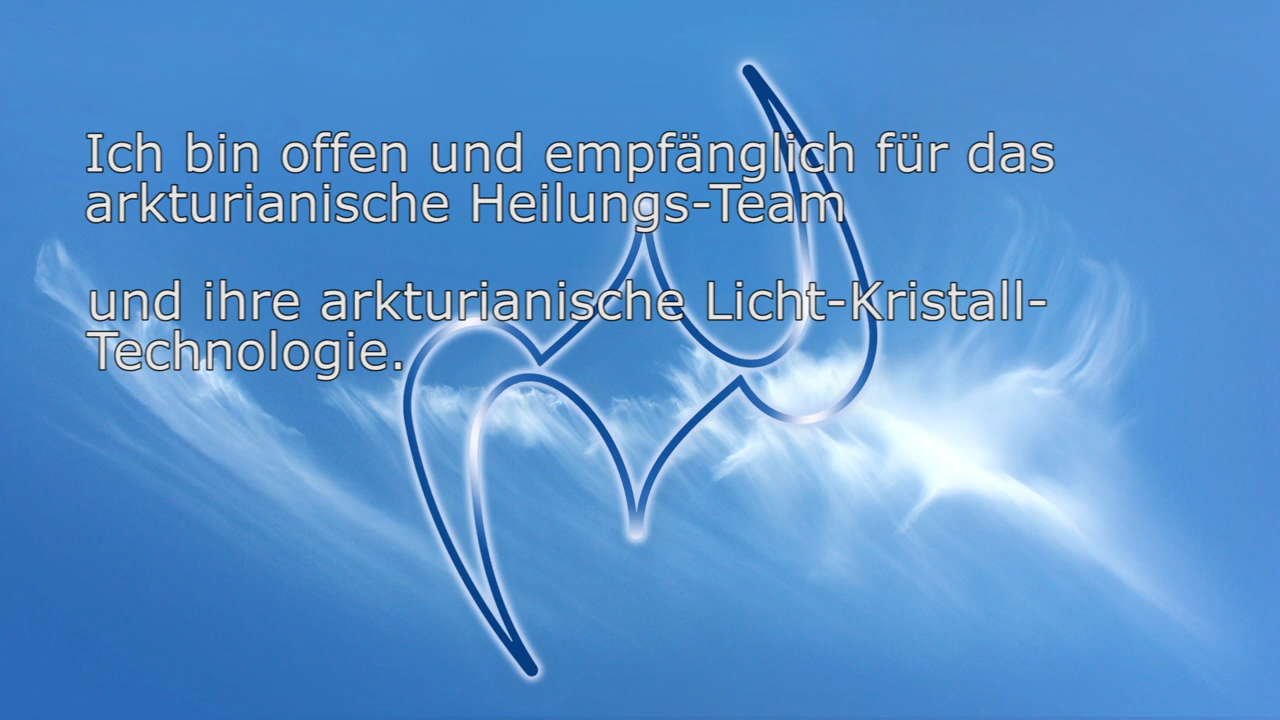 Ich bin offen und empfänglich für das
arkturianische Heilungs-Team
und ihre arkturianische Licht-Kristall-
Technologie.